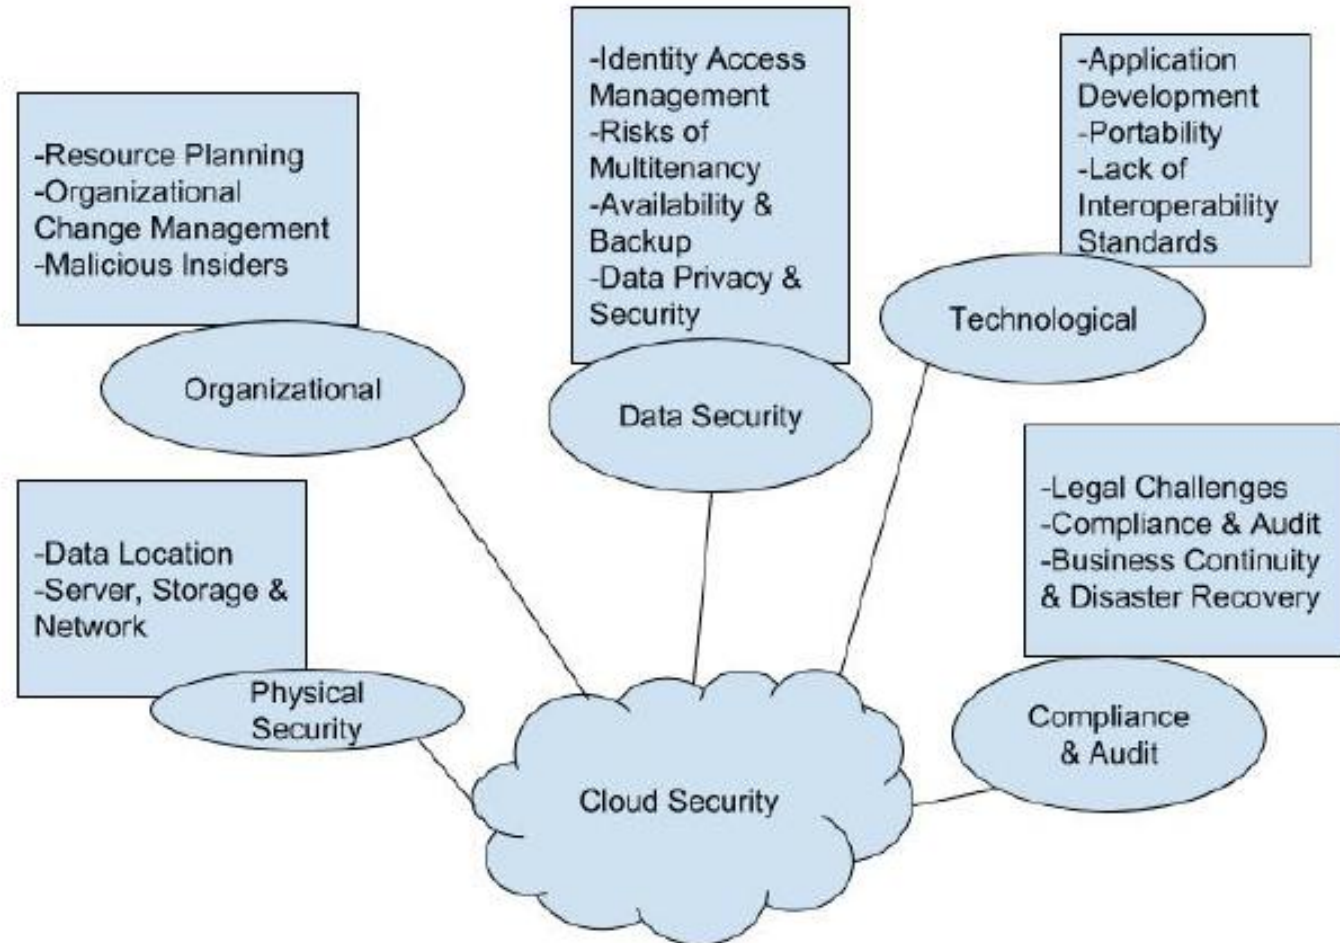 -Identity Access
Management
-Risks of
Multitenancy
-Availability &
Backup
-Data Privacy &
Security
Data Security
-Application
Development
-Portability
-Lack of
Interoperability
Standards
Technological
-Resource Planning
-Organizational
Change Management
-Malicious Insiders
Organizational
-Legal Challenges
-Compliance & Audit
-Business Continuity
& Disaster Recovery
Compliance
& Audit
-Data Location
-Server, Storage &
Network
Physical
Security
Cloud Security